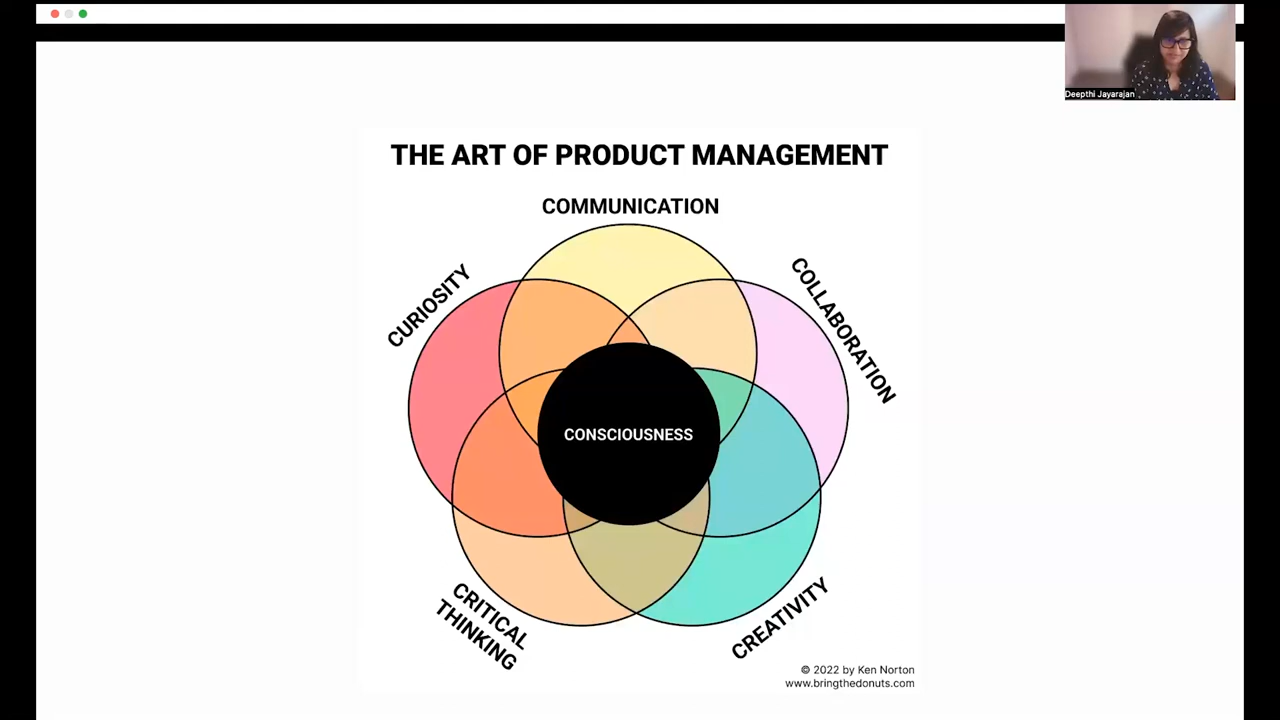 Deepthi Jayarajan
THE ART OF PRODUCT MANAGEMENT
COMMUNICATION
CURIOSITY
COLLABORATION
CONSCIOUSNESS
CRITICAL
THINKING
CREATIVITY
© 2022 by Ken Norton
www.bringthedonuts.com